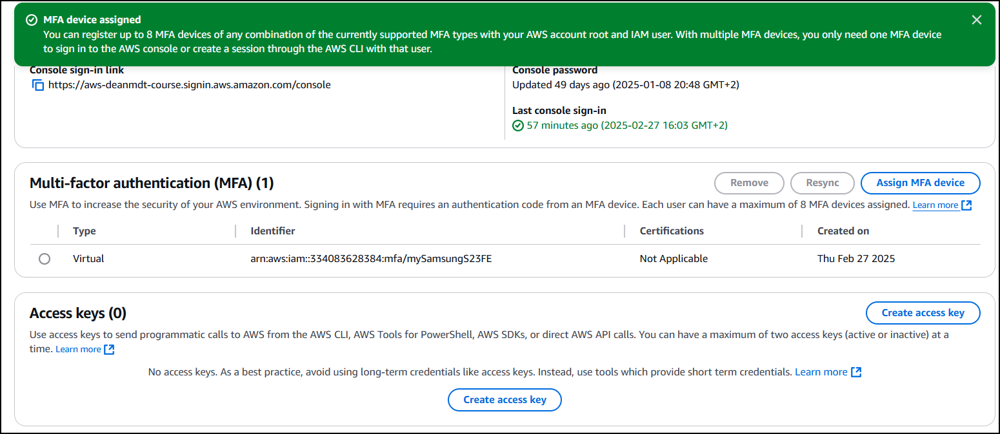 MFA device assigned
You can register up to 8 MFA devices of any combination of the currently supported MFA types with your AWS account root and IAM user. With multiple MFA devices, you only need one MFA device
to sign in to the AWS console or create a session through the AWS CLI with that user.
Console sign-in link
https://aws-deanmdt-course.signin.aws.amazon.com/console
Console password
Updated 49 days ago (2025-01-08 20:48 GMT+2)
Last console sign-in
57 minutes ago (2025-02-27 16:03 GMT+2)
Multi-factor authentication (MFA) (1)
Remove
Resync
Assign MFA device
Use MFA to increase the security of your AWS environment. Signing in with MFA requires an authentication code from an MFA device. Each user can have a maximum of 8 MFA devices assigned. Learn more
Type Identifier Certifications Created on
Virtual arn:aws:iam::334083628384:mfa/mySamsungS23FE Not Applicable Thu Feb 27 2025
Access keys (0)
Create access key
Use access keys to send programmatic calls to AWS from the AWS CLI, AWS Tools for PowerShell, AWS SDKs, or direct AWS API calls. You can have a maximum of two access keys (active or inactive) at a
time. Learn more
No access keys. As a best practice, avoid using long-term credentials like access keys. Instead, use tools which provide short term credentials. Learn more
Create access key